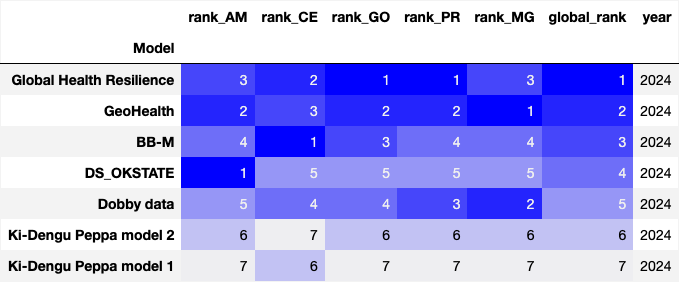 rank_AM rank_CE rank_GO rank_PR rank_MG global_rank year
Model
Global Health Resilience 3 2 1 1 3 1 2024
GeoHealth 2 3 2 2 1 2 2024
BB-M 4 1 3 4 4 3 2024
DS_OKSTATE 1 5 5 5 5 4 2024
Dobby data 5 4 4 3 2 5 2024
Ki-Dengu Peppa model 2 6 7 6 6 6 6 2024
Ki-Dengu Peppa model 1 7 6 7 7 7 7 2024